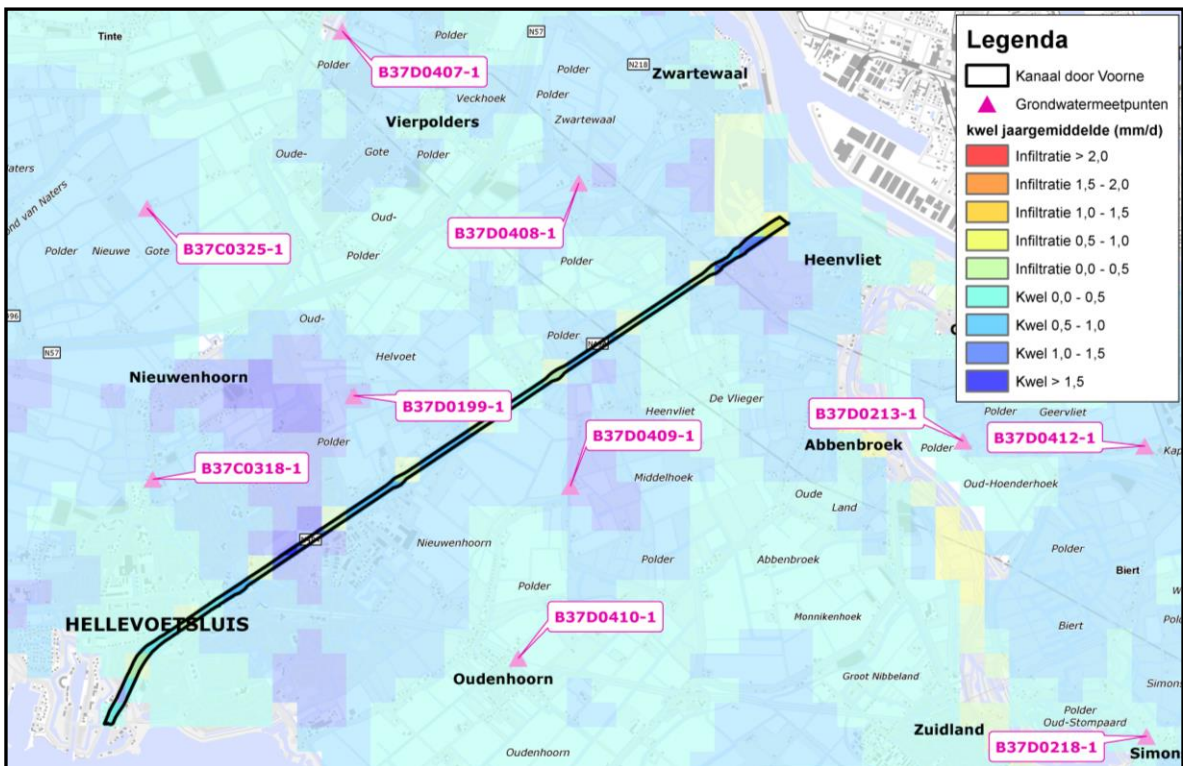 Tinte
Polder
N57
B37D0407-1
Polder
Polder
N218
Zwartewaal
Veckhoek
Polder
Vierpolders
Zwartewaal
Oude-
Gote
Polder
Naters
B37C0325-1
Oud-
B37D0408-1
Polder
Nieuwe
Gote
Polder
Polder
Heenvliet
Oud-
Polder
N57
Helvoet
Nieuwenhoorn
B37D0199-1
De Vlieger
Heenvliet
B37D0213-1
Polder
Geervliet
B37D0409-1
B37D0412-1
Polder
Abbenbroek
Polder
B37C0318-1
Middelhoek
Oude
Land
Oud-Hoenderhoek
Nieuwenhoorn
Polder
Abbenbroek
Polder
Polder
Biert
HELLEVOETSLUIS
B37D0410-1
Monnikenhoek
Biert
Oudenhoorn
Groot Nibbeland
Zuidland
Polder
Oud-Stompaard
B37D0218-1
Oudenhoorn
Legenda
Kanaal door Voorne
Grondwatermeetpunten
kwel jaargemiddelde (mm/d)
Infiltratie > 2,0
Infiltratie 1,5 - 2,0
Infiltratie 1,0 - 1,5
Infiltratie 0,5 - 1,0
Infiltratie 0,0 - 0,5
Kwel 0,0 - 0,5
Kwel 0,5 - 1,0
Kwel 1,0 - 1,5
Kwel > 1,5